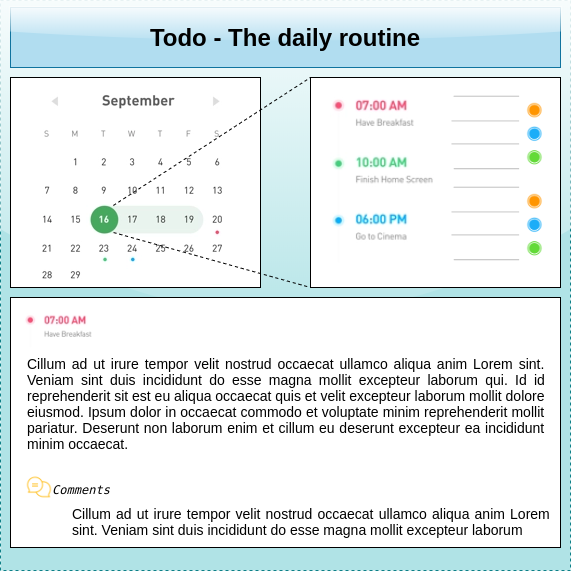 Todo - The daily routine
September
S M T W T F S
1 2 3 4 5 6
7 8 9 10 11 12 13
14 15 16 17 18 19 20
21 22 23 24 25 26 27
28 29
07:00 AM
Have Breakfast
10:00 AM
Finish Home Screen
06:00 PM
Go to Cinema
07:00 AM
Have Breakfast
Cillum ad ut irure tempor velit nostrud occaecat ullamco aliqua anim Lorem sint.
Veniam sint duis incididunt do esse magna mollit excepteur laborum qui. Id id
reprehenderit sit est eu aliqua occaecat quis et velit excepteur laborum mollit dolore
eiusmod. Ipsum dolor in occaecat commodo et voluptate minim reprehenderit mollit
pariatur. Deserunt non laborum enim et cillum eu deserunt excepteur ea incididunt
minim occaecat.
Comments
Cillum ad ut irure tempor velit nostrud occaecat ullamco aliqua anim Lorem
sint. Veniam sint duis incididunt do esse magna mollit excepteur laborum